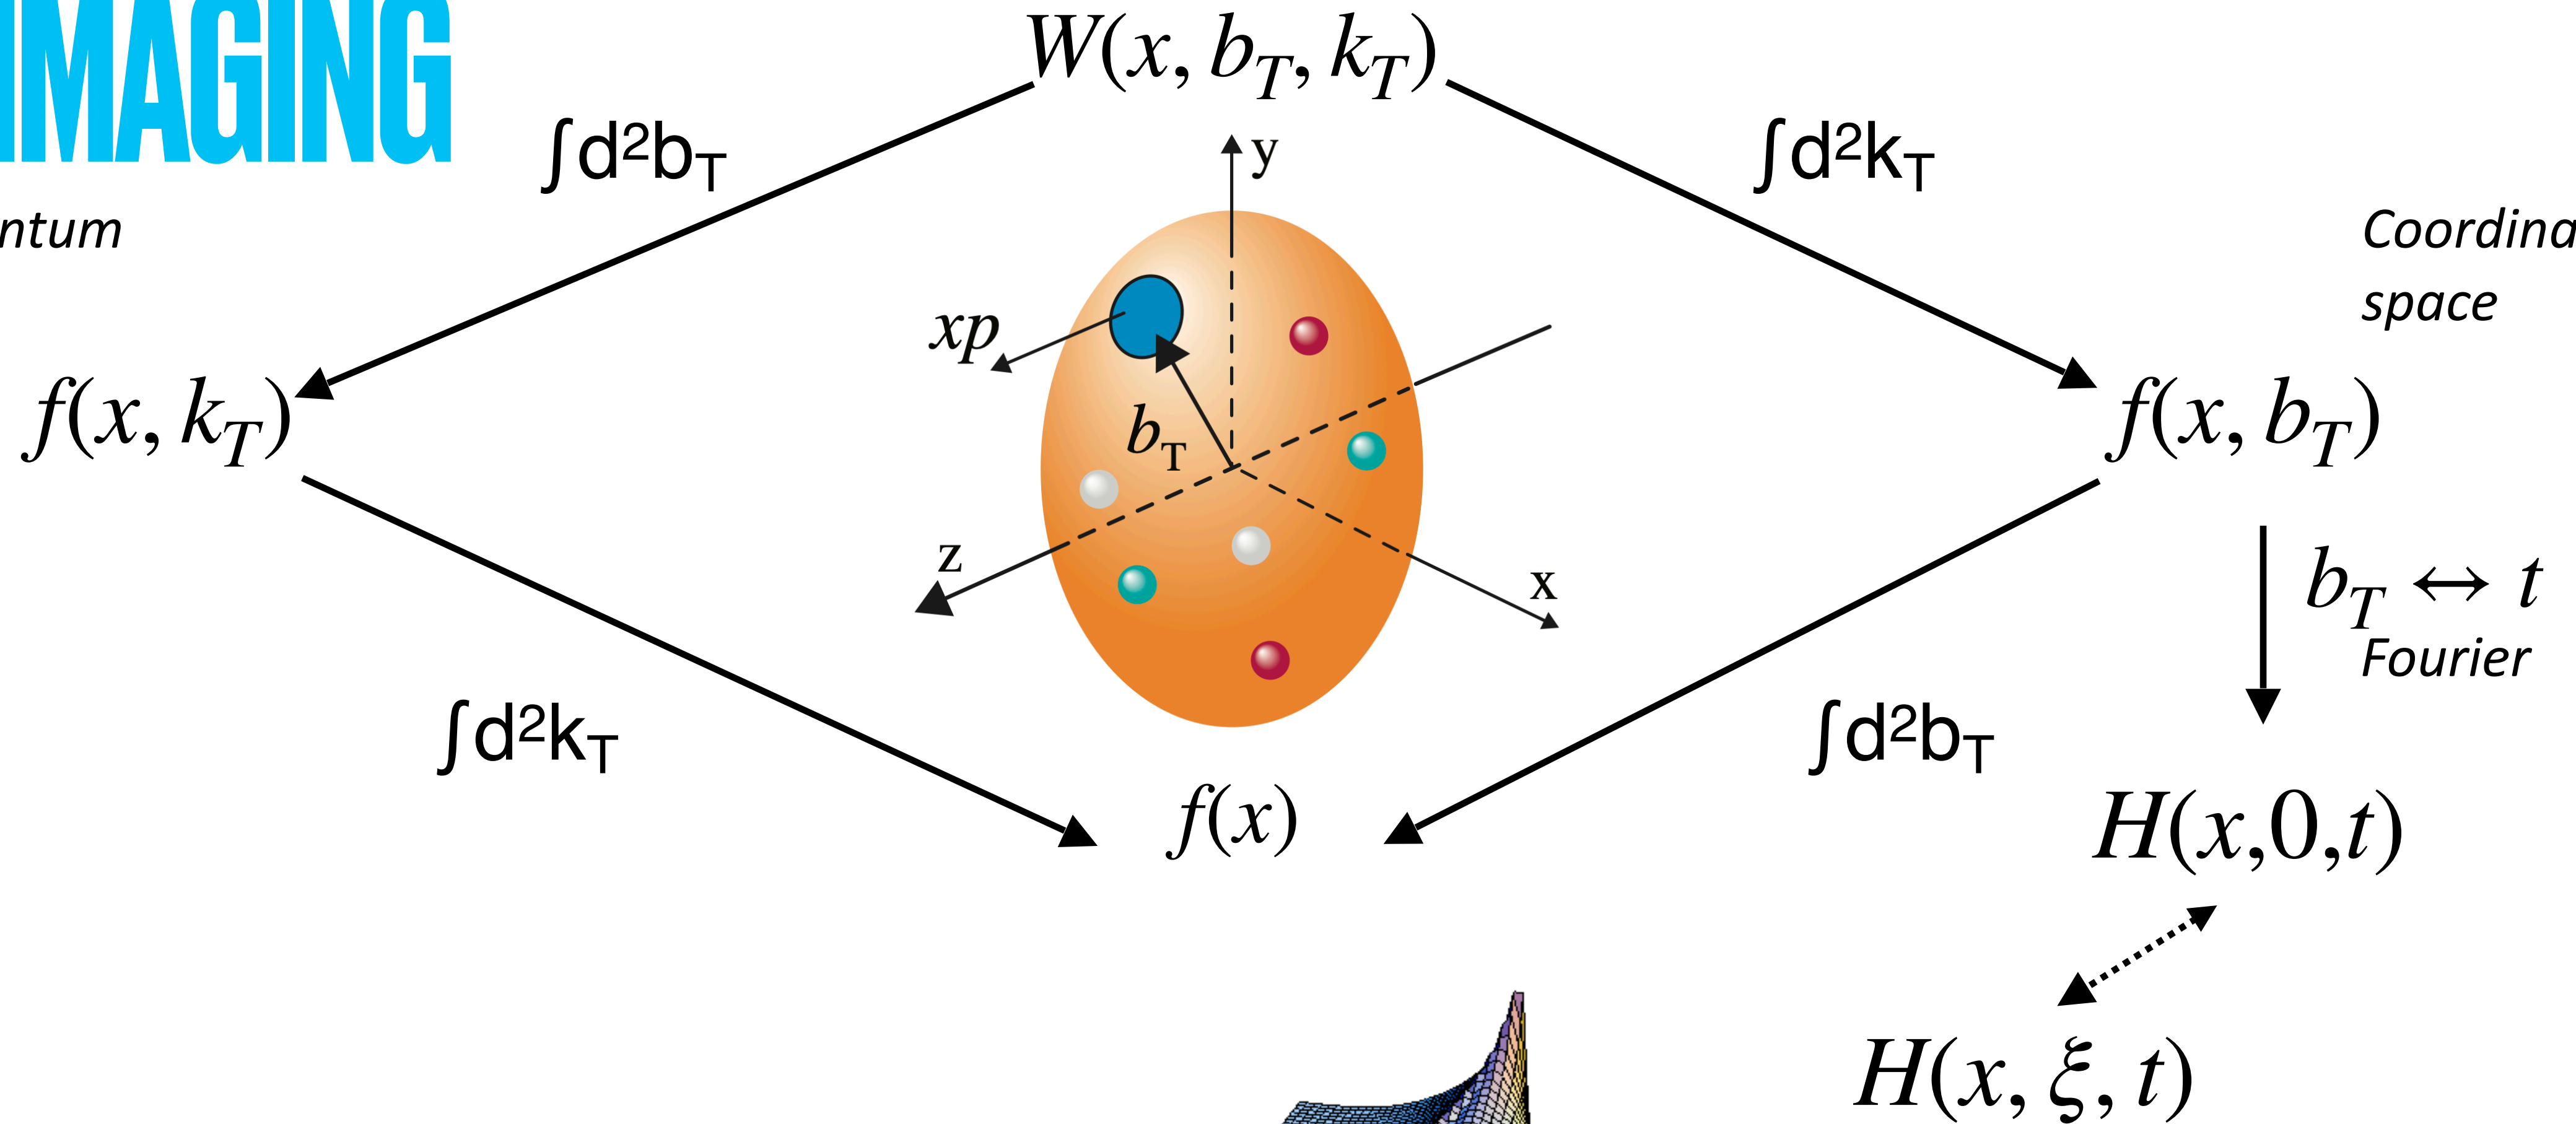 IMAGING
W(x, b_T, k_T)
∫d²b_T
∫d²k_T
y
ntum
Coordina
space
xp
f(x, k_T)
b_T
f(x, b_T)
z
x
b_T ↔ t
Fourier
∫d²k_T
∫d²b_T
f(x)
H(x,0,t)
H(x, ξ, t)